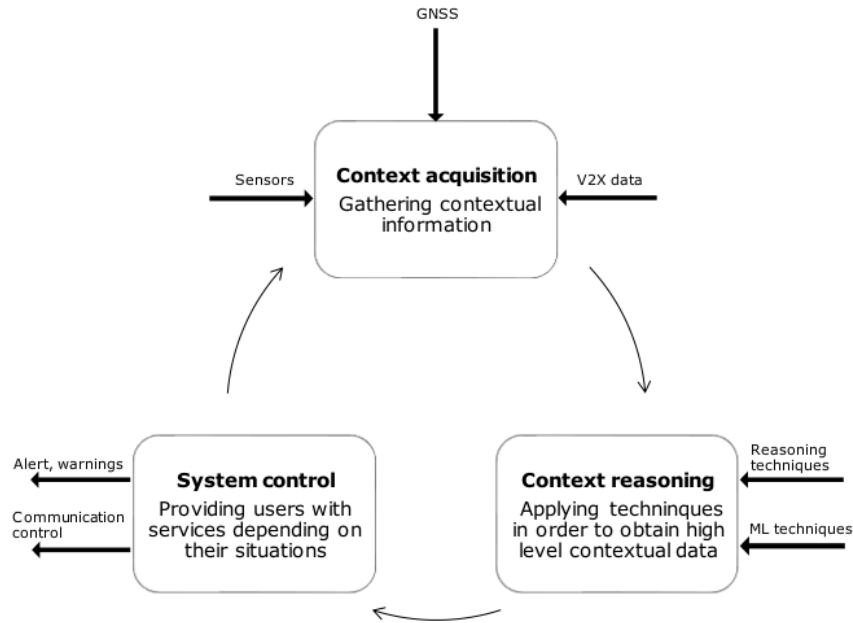 GNSS
Sensors
Context acquisition
Gathering contextual
information
V2X data
Alert, warnings
Communication
control
System control
Providing users with
services depending on
their situations
Context reasoning
Applying techninques
in order to obtain high
level contextual data
Reasoning
techniques
ML techniques